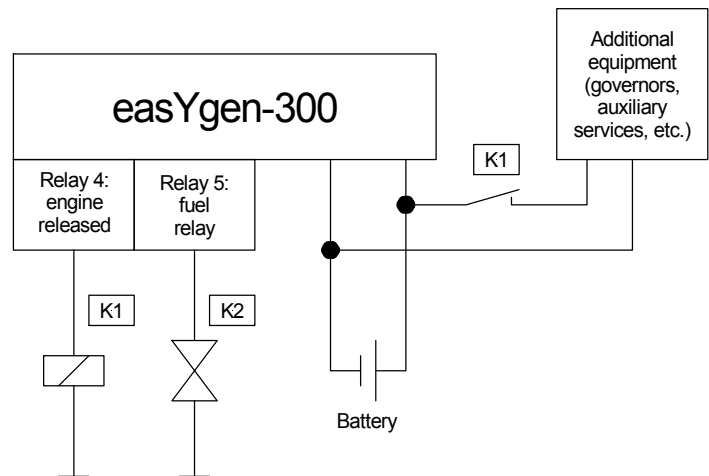 easYgen-300
Additional
equipment
(governors,
auxiliary
services, etc.)
K1
Relay 4:
engine
released
Relay 5:
fuel
relay
K1
K2
Battery